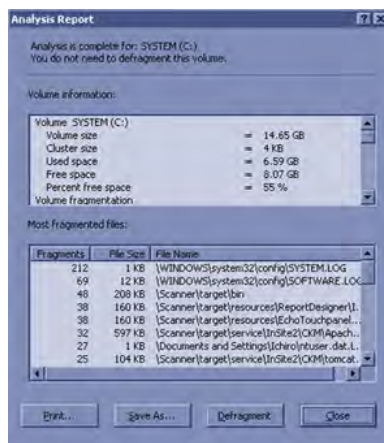 Analysis Report
Analysis is complete for: SYSTEM (C:)
You do not need to defragment this volume.
Volume information:
Volume SYSTEM (C:)
Volume size = 14.65 GB
Cluster size = 4 KB
Used space = 6.59 GB
Free space = 8.07 GB
Percent free space = 55 %
Volume fragmentation
Most fragmented files:
Fragments File Size File Name
212 1 KB \WINDOWS\system32\config\SYSTEM.LOG
69 12 KB \WINDOWS\system32\config\SOFTWARE.LOG
48 208 KB \Scanner\target\bin
38 160 KB \Scanner\target\resources\ReportDesigner\I...
38 160 KB \Scanner\target\resources\EchoTouchpanel...
32 597 KB \Scanner\target\service\InSite2\CKM\Apach...
27 1 KB \Documents and Settings\Ichiro\ntuser.dat.L...
25 104 KB \Scanner\target\service\InSite2\CKM\tomcat...
Print... Save As... Defragment Close